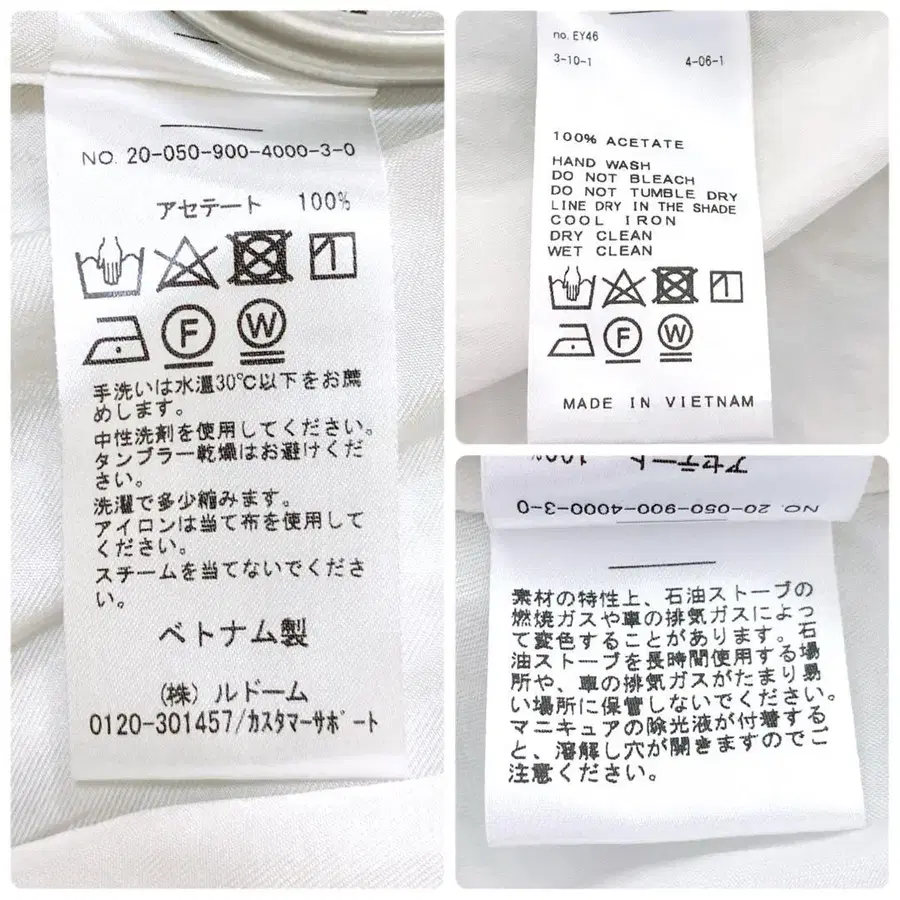 NO. 20-050-900-4000-3-0
アセテート 100%
F W
手洗いは水温30℃以下をお薦
めします。
中性洗剤を使用してください。
タンブラー乾燥はお避けくだ
さい。
洗濯で多少縮みます。
アイロンは当て布を使用して
ください。
スチームを当てないでくださ
い。
ベトナム製
(株) ルドーム
0120-301457/カスタマーサポート
no. EY46
3-10-1 4-06-1
100% ACETATE
HAND WASH
DO NOT BLEACH
DO NOT TUMBLE DRY
LINE DRY IN THE SHADE
COOL IRON
DRY CLEAN
WET CLEAN
F W
MADE IN VIETNAM
アセテート 100%
NO. 20-050-900-4000-3-0
素材の特性上、石油ストーブの
燃焼ガスや車の排気ガスによっ
て変色することがあります。石
油ストーブを長時間使用する場
所や、車の排気ガスがたまり易
い場所に保管しないでください。
マニキュアの除光液が付着する
と、溶解し穴が開きますのでご
注意ください。